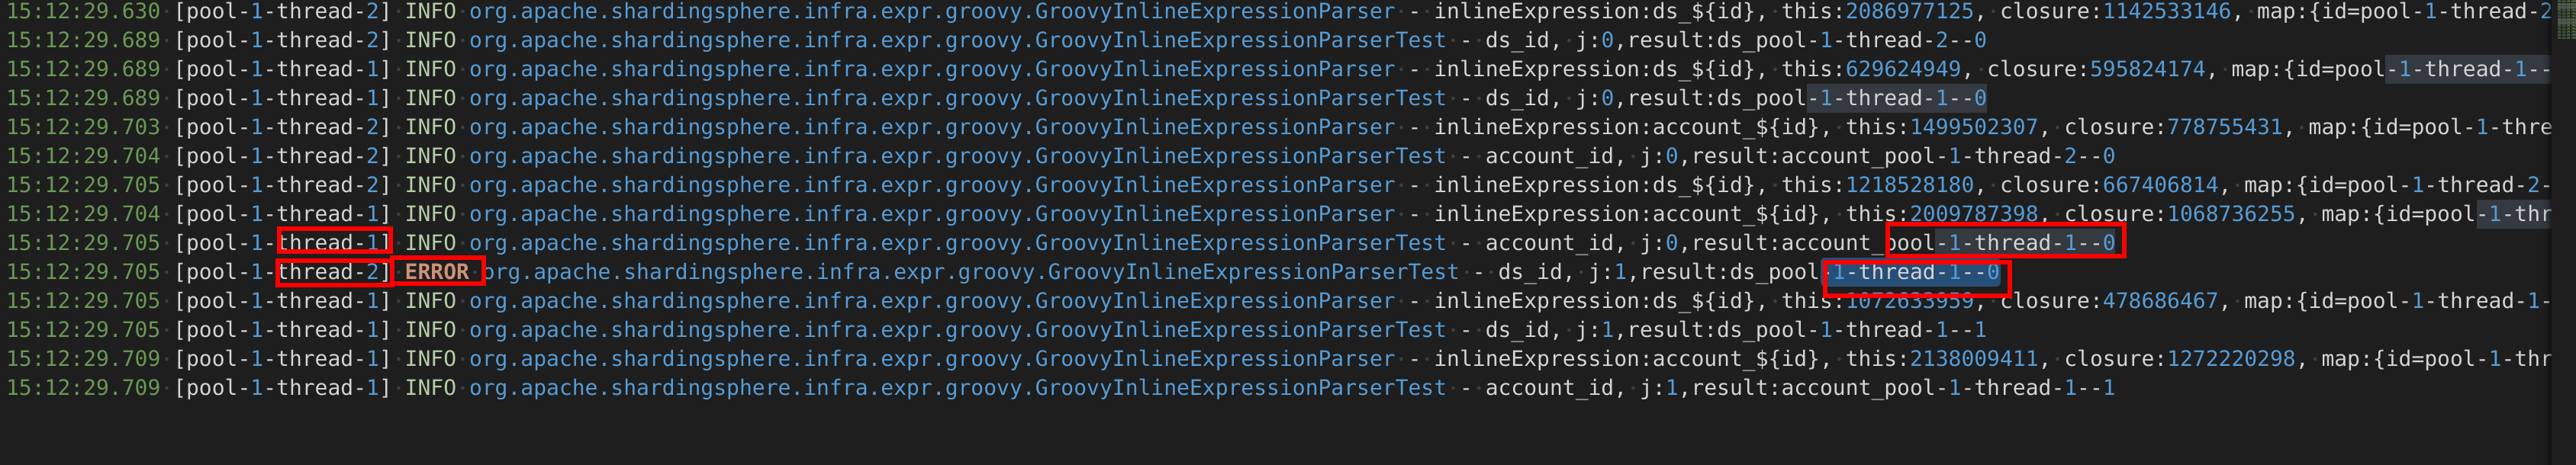 15:12:29.630 [pool-1-thread-2] INFO org.apache.shardingsphere.infra.expr.groovy.GroovyInlineExpressionParser - inlineExpression:ds_${id}, this:2086977125, closure:1142533146, map:{id=pool-1-thread-2
15:12:29.689 [pool-1-thread-2] INFO org.apache.shardingsphere.infra.expr.groovy.GroovyInlineExpressionParserTest - ds_id, j:0,result:ds_pool-1-thread-2--0
15:12:29.689 [pool-1-thread-1] INFO org.apache.shardingsphere.infra.expr.groovy.GroovyInlineExpressionParser - inlineExpression:ds_${id}, this:629624949, closure:595824174, map:{id=pool-1-thread-1--
15:12:29.689 [pool-1-thread-1] INFO org.apache.shardingsphere.infra.expr.groovy.GroovyInlineExpressionParserTest - ds_id, j:0,result:ds_pool-1-thread-1--0
15:12:29.703 [pool-1-thread-2] INFO org.apache.shardingsphere.infra.expr.groovy.GroovyInlineExpressionParser - inlineExpression:account_${id}, this:1499502307, closure:778755431, map:{id=pool-1-thre
15:12:29.704 [pool-1-thread-2] INFO org.apache.shardingsphere.infra.expr.groovy.GroovyInlineExpressionParserTest - account_id, j:0,result:account_pool-1-thread-2--0
15:12:29.705 [pool-1-thread-2] INFO org.apache.shardingsphere.infra.expr.groovy.GroovyInlineExpressionParser - inlineExpression:ds_${id}, this:1218528180, closure:667406814, map:{id=pool-1-thread-2-
15:12:29.704 [pool-1-thread-1] INFO org.apache.shardingsphere.infra.expr.groovy.GroovyInlineExpressionParser - inlineExpression:account_${id}, this:2009787398, closure:1068736255, map:{id=pool-1-thr
15:12:29.705 [pool-1-thread-1] INFO org.apache.shardingsphere.infra.expr.groovy.GroovyInlineExpressionParserTest - account_id, j:0,result:account_pool-1-thread-1--0
15:12:29.705 [pool-1-thread-2] ERROR org.apache.shardingsphere.infra.expr.groovy.GroovyInlineExpressionParserTest - ds_id, j:1,result:ds_pool-1-thread-1--0
15:12:29.705 [pool-1-thread-1] INFO org.apache.shardingsphere.infra.expr.groovy.GroovyInlineExpressionParser - inlineExpression:ds_${id}, this:1072633959, closure:478686467, map:{id=pool-1-thread-1-
15:12:29.705 [pool-1-thread-1] INFO org.apache.shardingsphere.infra.expr.groovy.GroovyInlineExpressionParserTest - ds_id, j:1,result:ds_pool-1-thread-1--1
15:12:29.709 [pool-1-thread-1] INFO org.apache.shardingsphere.infra.expr.groovy.GroovyInlineExpressionParser - inlineExpression:account_${id}, this:2138009411, closure:1272220298, map:{id=pool-1-thr
15:12:29.709 [pool-1-thread-1] INFO org.apache.shardingsphere.infra.expr.groovy.GroovyInlineExpressionParserTest - account_id, j:1,result:account_pool-1-thread-1--1